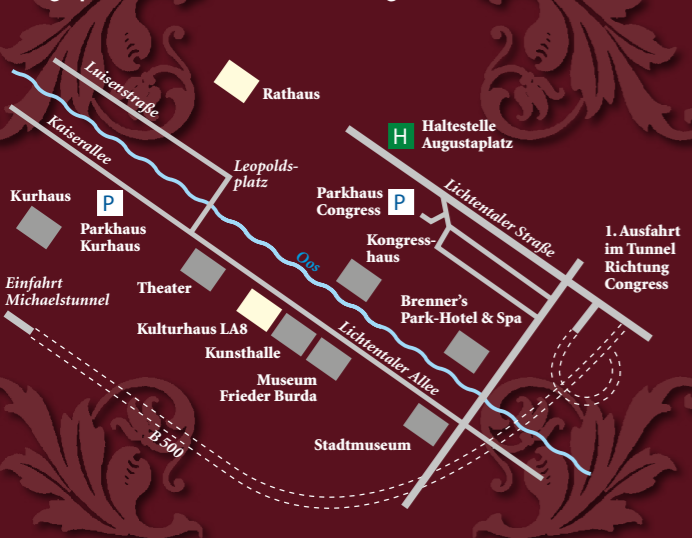 Luisenstraße
Rathaus
Kaiserallee
H
Haltestelle
Augustaplatz
Leopolds-
platz
Kurhaus
P
Parkhaus
Kurhaus
Parkhaus
Congress
P
Lichtentaler Straße
Kongress-
haus
1. Ausfahrt
im Tunnel
Richtung
Congress
Oos
Einfahrt
Michaelstunnel
Theater
Brenner's
Park-Hotel & Spa
Kulturhaus LA8
Kunsthalle
Lichtentaler Allee
Museum
Frieder Burda
B 500
Stadtmuseum